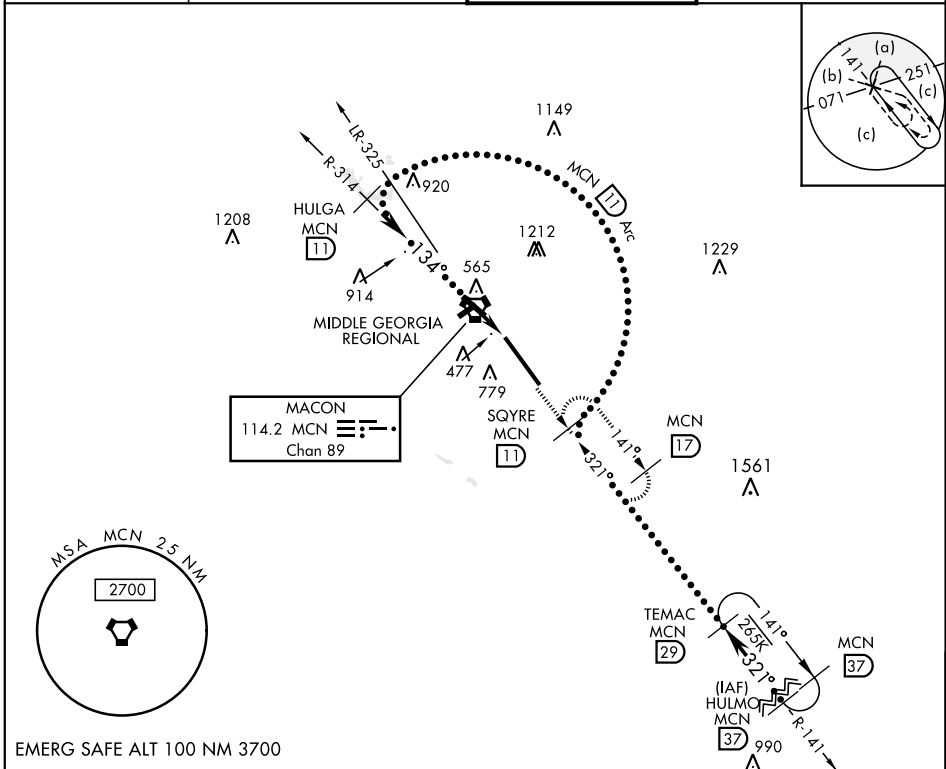 (a)
141
251
(b)
(c)
071
(c)
1149
LR-325
R-314
MCN 11 Arc
920
HULGA
MCN
11
1208
1212
134°
565
1229
914
MIDDLE GEORGIA
REGIONAL
477
779
SQYRE
MCN
11
MACON
114.2 MCN
Chan 89
MCN
17
141°
321°
1561
MSA MCN 25 NM
2700
TEMAC
MCN
29
141°
265K
321°
MCN
37
(IAF)
HULMO
MCN
37
R-141
990
EMERG SAFE ALT 100 NM 3700